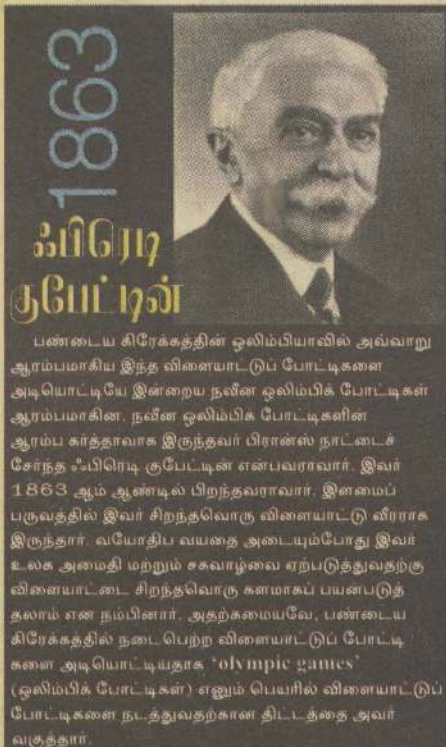 1863
ஃபிரெடி
குபேட்டின்
பண்டைய கிரேக்கத்தின் ஒலிம்பியாவில் அவ்வாறு
ஆரம்பமாகிய இந்த விளையாட்டுப் போட்டிகளை
அடியொட்டியே இன்றைய நவீன ஒலிம்பிக் போட்டிகள்
ஆரம்பமாகின. நவீன ஒலிம்பிக் போட்டிகளின்
ஆரம்ப கர்த்தாவாக இருந்தவர் பிரான்ஸ் நாட்டைச்
சேர்ந்த ஃபிரெடி குபேட்டின் என்பவராவார். இவர்
1863 ஆம் ஆண்டில் பிறந்தவராவார். இளமைப்
பருவத்தில் இவர் சிறந்தவொரு விளையாட்டு வீரராக
இருந்தார். வயோதிப வயதை அடையும்போது இவர்
உலக அமைதி மற்றும் சகவாழ்வை ஏற்படுத்துவதற்கு
விளையாட்டை சிறந்தவொரு களமாகப் பயன்படுத்
தலாம் என நம்பினார். அதற்கமையவே, பண்டைய
கிரேக்கத்தில் நடைபெற்ற விளையாட்டுப் போட்டி
களை அடியொட்டியதாக 'olympic games'
(ஒலிம்பிக் போட்டிகள்) எனும் பெயரில் விளையாட்டுப்
போட்டிகளை நடத்துவதற்கான திட்டத்தை அவர்
வகுத்தார்.